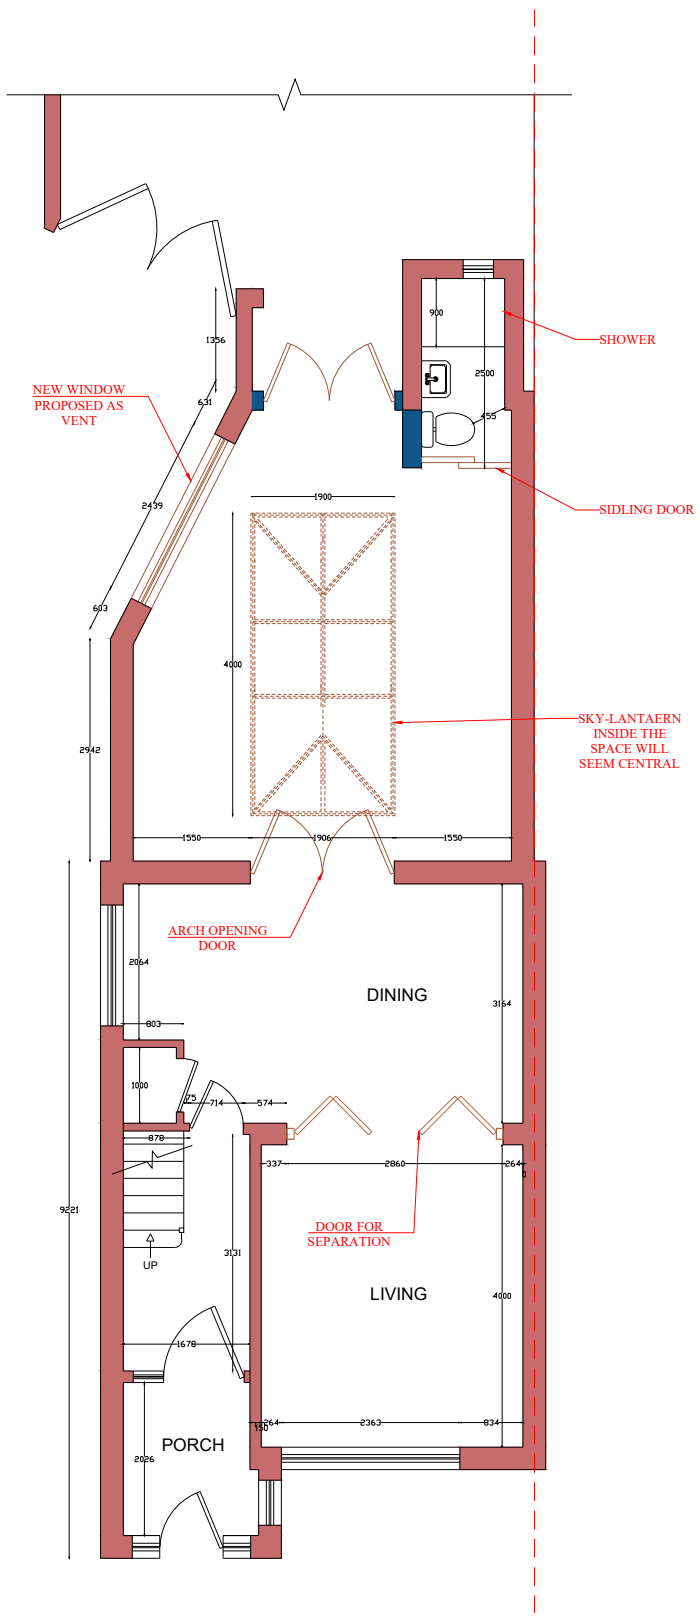 1356
900
SHOWER
NEW WINDOW
PROPOSED AS
VENT
631
2500
455
1900
2439
SIDLING DOOR
603
4000
2942
SKY-LANTAERN
INSIDE THE
SPACE WILL
SEEM CENTRAL
1550
1906
1550
ARCH OPENING
DOOR
2064
DINING
3164
803
1000
75
714
574
878
337
2860
264
9221
DOOR FOR
SEPARATION
3131
UP
LIVING
4000
1678
264
2363
834
150
PORCH
2026